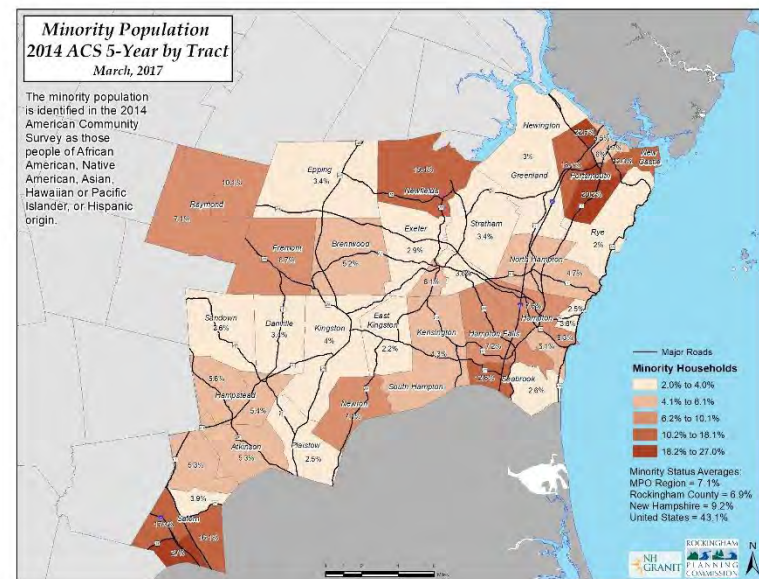 Minority Population
2014 ACS 5-Year by Tract
March, 2017
The minority population
is identified in the 2014
American Community
Survey as those
people of African
American, Native
American, Asian,
Hawaiian or Pacific
Islander, or Hispanic
origin.
Newington
3%
Greenland
Portsmouth
New
Castle
Rye
2%
Epping
3.4%
Newfields
Raymond
10.1%
7.1%
Fremont
Brentwood
5.2%
Exeter
2.9%
Stratham
3.4%
North Hampton
4.7%
Sandown
Danville
Kingston
4%
East
Kingston
2.2%
Kensington
Hampton Falls
Hampton
2.5%
3.8%
Seabrook
2.6%
South Hampton
Newton
Hampstead
5.4%
Atkinson
5.3%
Plaistow
2.5%
5.3%
3.9%
Salem
27%
Major Roads
Minority Households
2.0% to 4.0%
4.1% to 6.1%
6.2% to 10.1%
10.2% to 18.1%
18.2% to 27.0%
Minority Status Averages:
MPO Region = 7.1%
Rockingham County = 6.9%
New Hampshire = 9.2%
United States = 43.1%
NH
GRANIT
ROCKINGHAM
PLANNING
COMMISSION
N